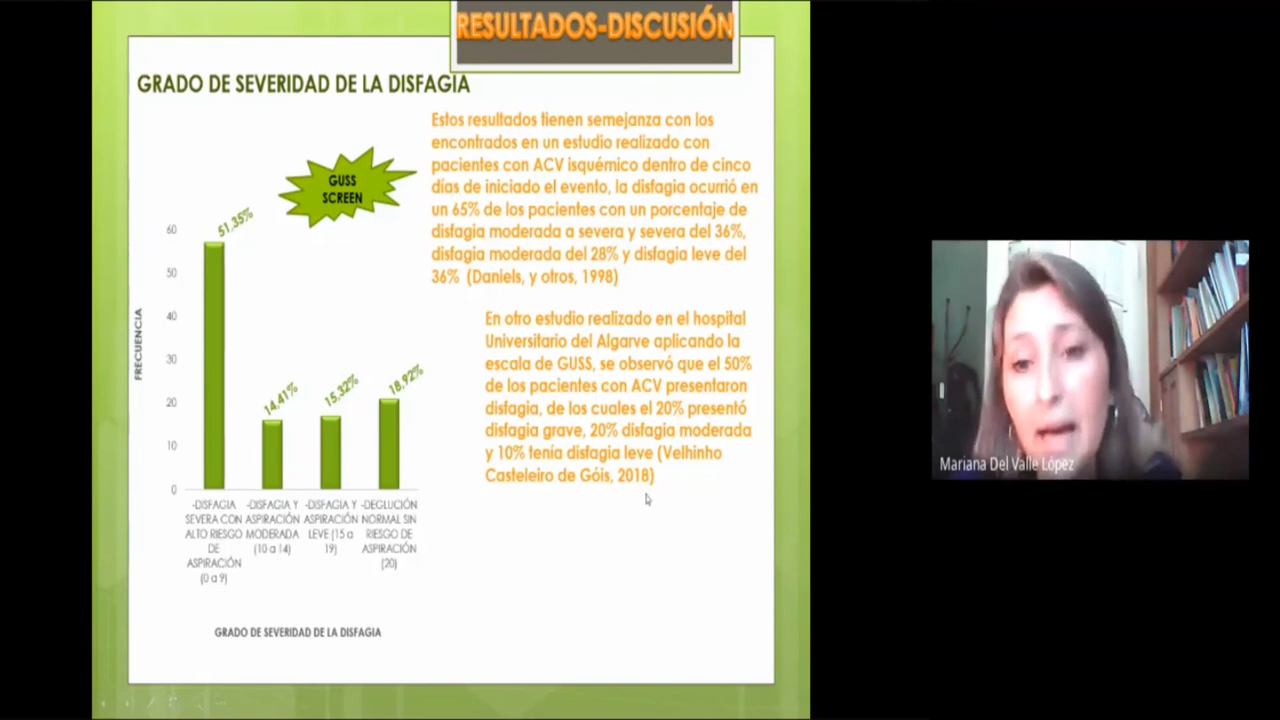 RESULTADOS-DISCUSIÓN
GRADO DE SEVERIDAD DE LA DISFAGIA
GUSS
SCREEN
Estos resultados tienen semejanza con los
encontrados en un estudio realizado con
pacientes con ACV isquémico dentro de cinco
días de iniciado el evento, la disfagia ocurrió en
un 65% de los pacientes con un porcentaje de
disfagia moderada a severa y severa del 36%,
disfagia moderada del 28% y disfagia leve del
36% (Daniels, y otros, 1998)
En otro estudio realizado en el hospital
Universitario del Algarve aplicando la
escala de GUSS, se observó que el 50%
de los pacientes con ACV presentaron
disfagia, de los cuales el 20% presentó
disfagia grave, 20% disfagia moderada
y 10% tenía disfagia leve (Velhinho
Casteleiro de Góis, 2018)
FRECUENCIA
60
50
40
30
20
10
0
51,35%
14,41%
15,32%
18,92%
-DISFAGIA
SEVERA CON
ALTO RIESGO
DE
ASPIRACIÓN
(0 a 9)
-DISFAGIA Y
ASPIRACIÓN
MODERADA
(10 a 14)
-DISFAGIA Y
ASPIRACIÓN
LEVE (15 a
19)
-DEGLUCIÓN
NORMAL SIN
RIESGO DE
ASPIRACIÓN
(20)
GRADO DE SEVERIDAD DE LA DISFAGIA
Mariana Del Valle López